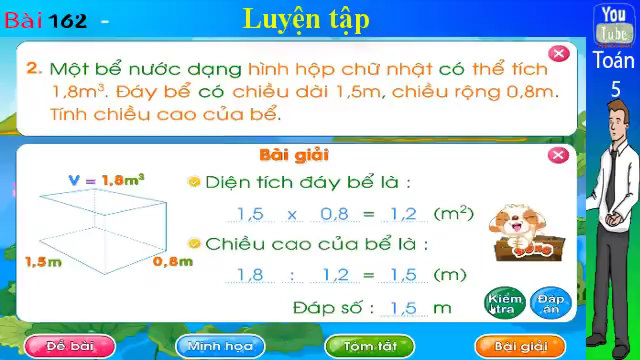 Bài 162 -
Luyện tập
You
Tube
Toán
5
2. Một bể nước dạng hình hộp chữ nhật có thể tích
1,8m³. Đáy bể có chiều dài 1,5m, chiều rộng 0,8m.
Tính chiều cao của bể.
Bài giải
V = 1,8m³
1,5m
0,8m
Diện tích đáy bể là :
1,5 x 0,8 = 1,2 (m²)
Chiều cao của bể là :
1,8 : 1,2 = 1,5 (m)
Đáp số : 1,5 m
Đúng
Kiểm tra
Đáp án
Đề bài
Minh họa
Tóm tắt
Bài giải